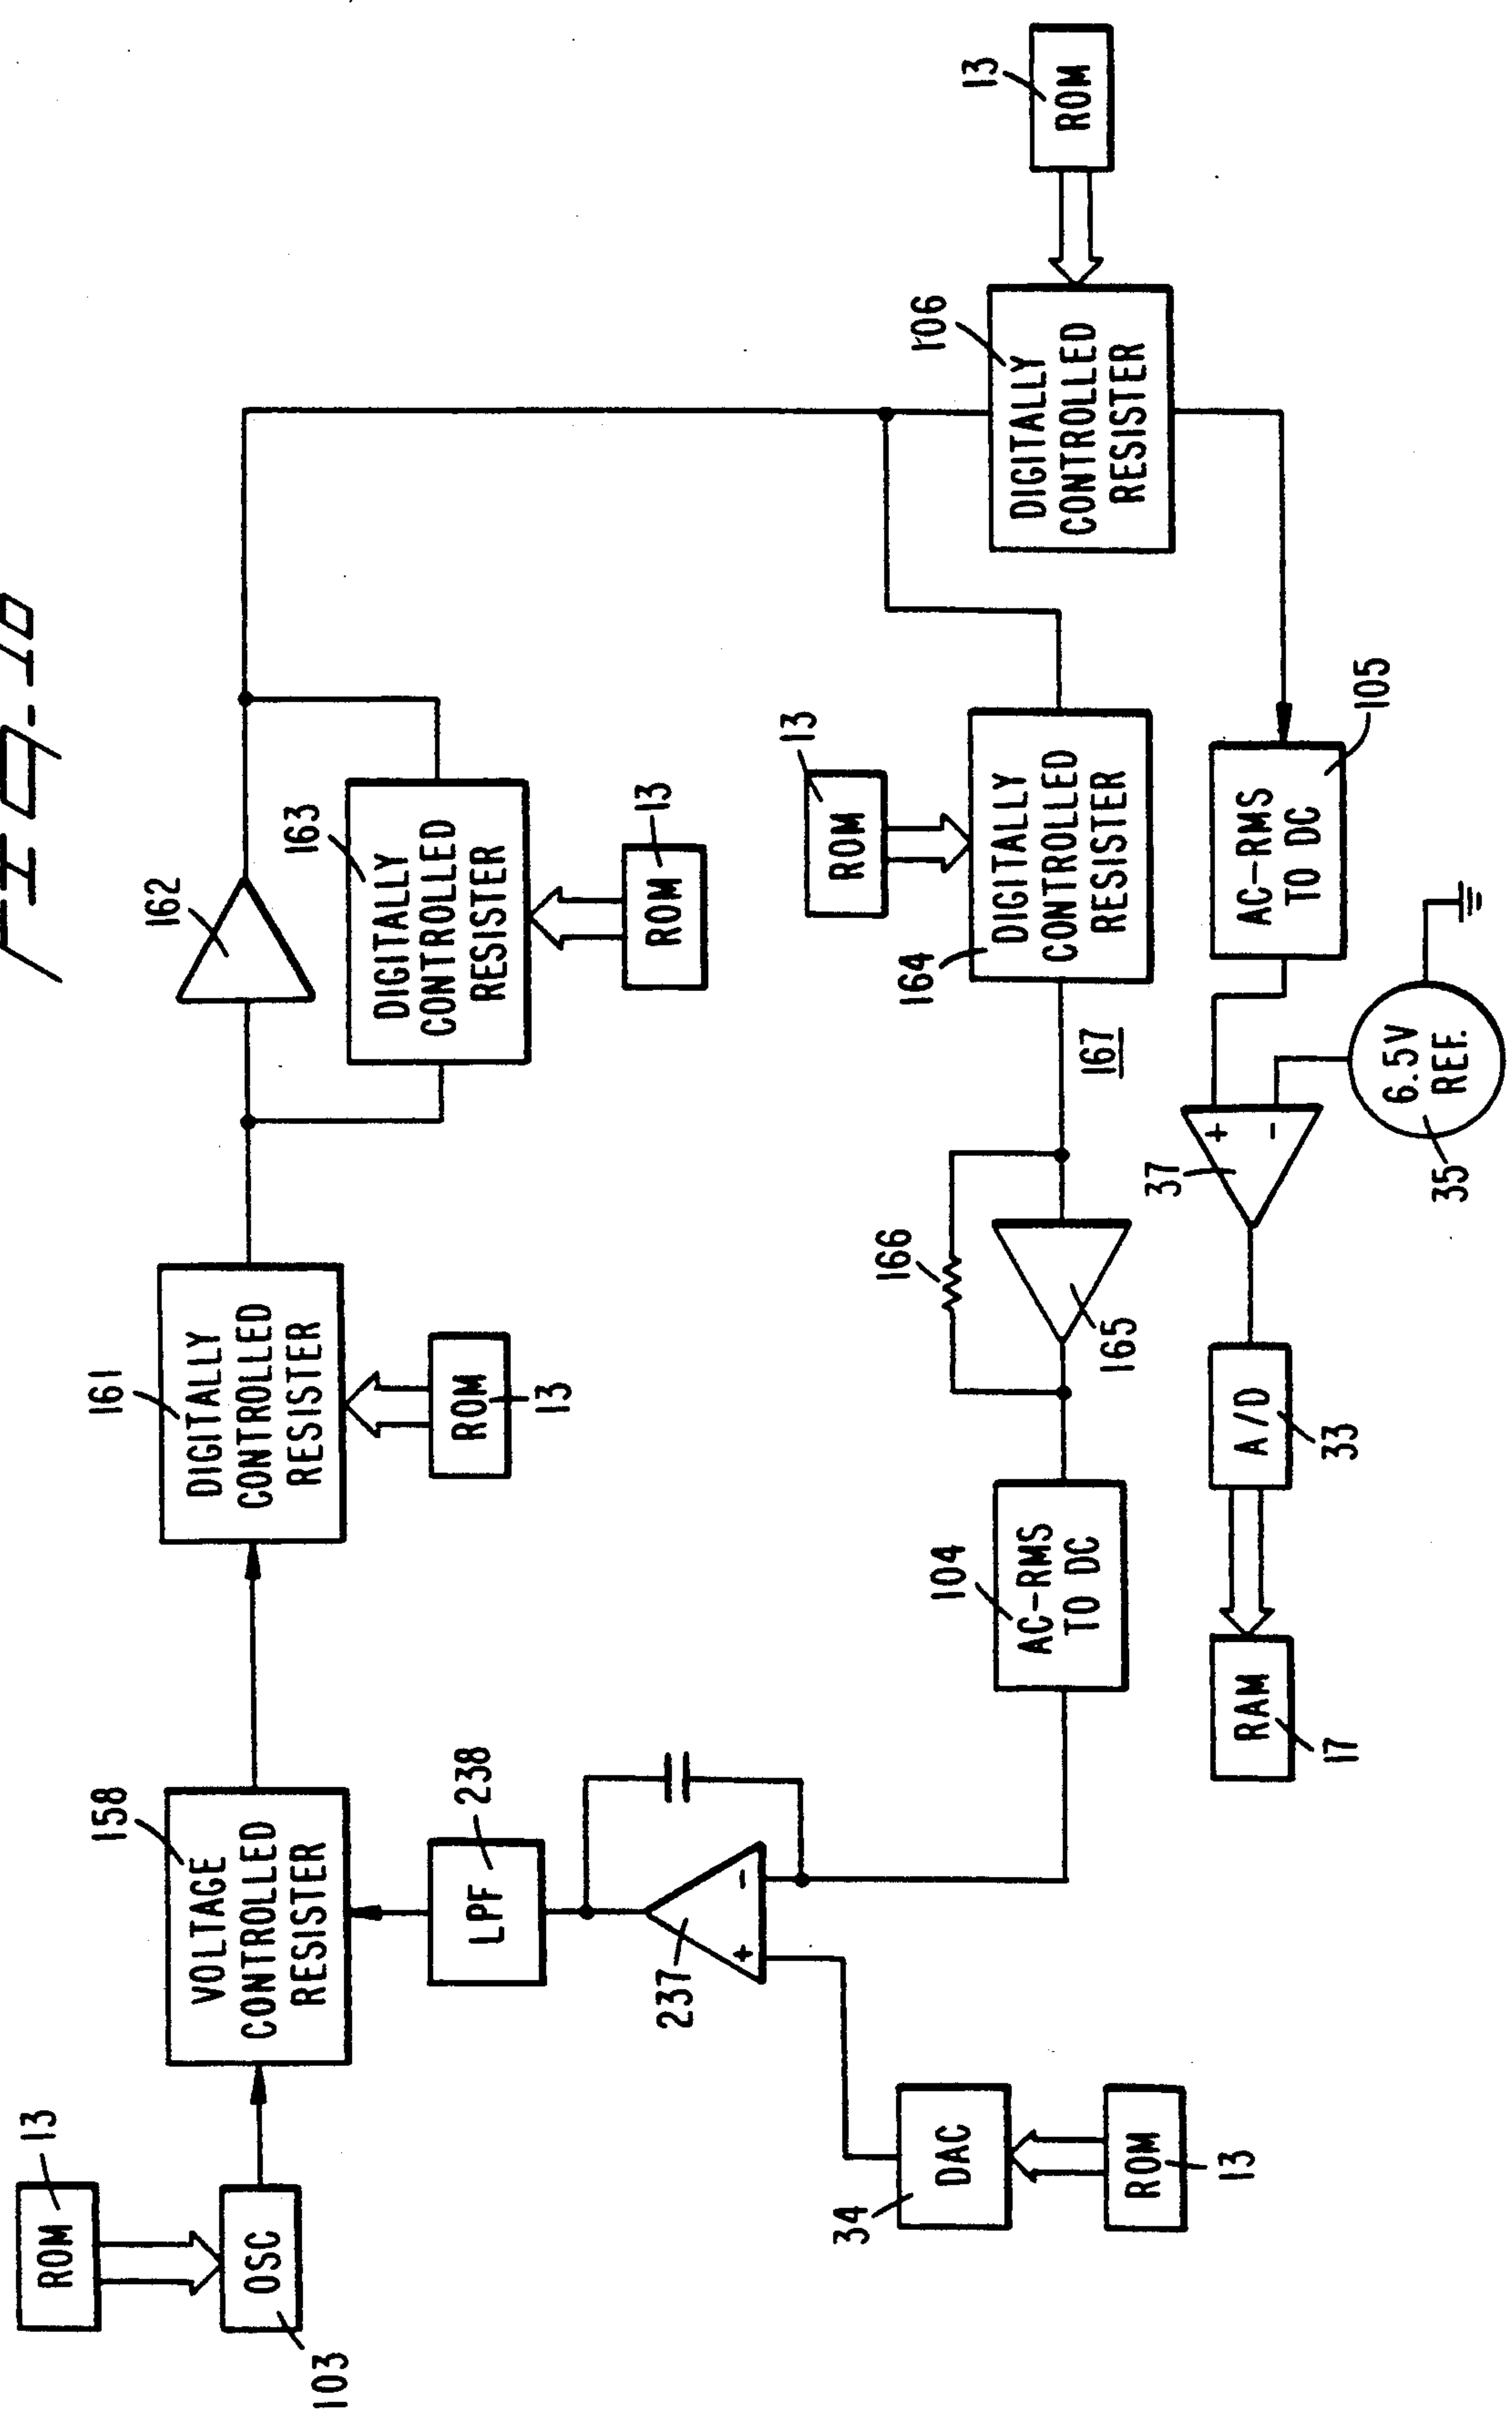 FIG-10
13
ROM
OSC
103
158
VOLTAGE
CONTROLLED
RESISTER
238
LPF
237
+
-
34
DAC
ROM
13
161
DIGITALLY
CONTROLLED
RESISTER
ROM
13
162
163
DIGITALLY
CONTROLLED
RESISTER
13
ROM
104
AC-RMS
TO DC
166
165
167
164
DIGITALLY
CONTROLLED
RESISTER
13
ROM
106
DIGITALLY
CONTROLLED
RESISTER
13
ROM
105
AC-RMS
TO DC
37
+
-
6.5V
REF.
35
A/D
33
RAM
17